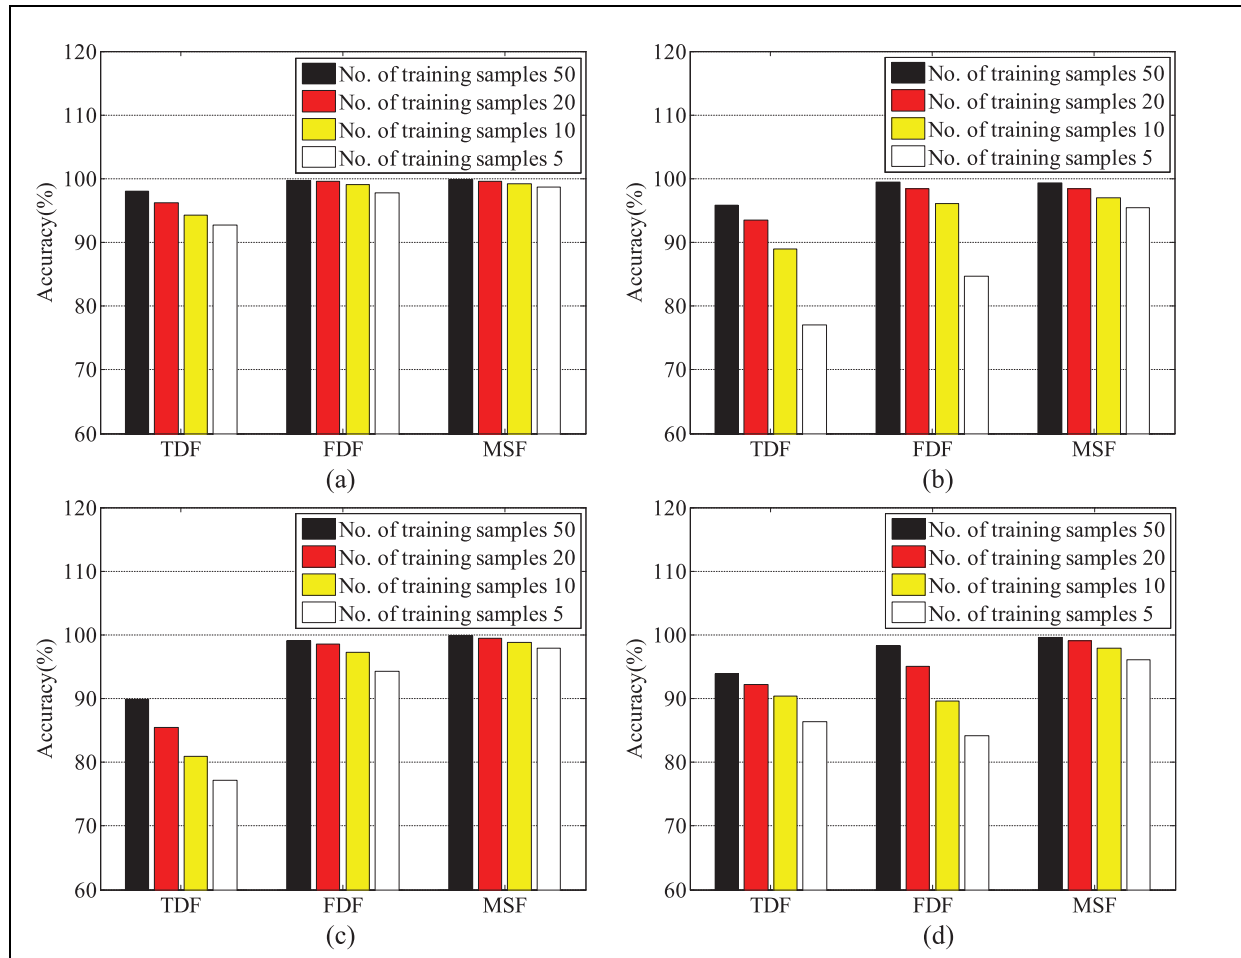 120
110
100
90
80
70
60
Accuracy(%)
No. of training samples 50
No. of training samples 20
No. of training samples 10
No. of training samples 5
TDF FDF MSF
(a)
120
110
100
90
80
70
60
Accuracy(%)
No. of training samples 50
No. of training samples 20
No. of training samples 10
No. of training samples 5
TDF FDF MSF
(b)
120
110
100
90
80
70
60
Accuracy(%)
No. of training samples 50
No. of training samples 20
No. of training samples 10
No. of training samples 5
TDF FDF MSF
(c)
120
110
100
90
80
70
60
Accuracy(%)
No. of training samples 50
No. of training samples 20
No. of training samples 10
No. of training samples 5
TDF FDF MSF
(d)